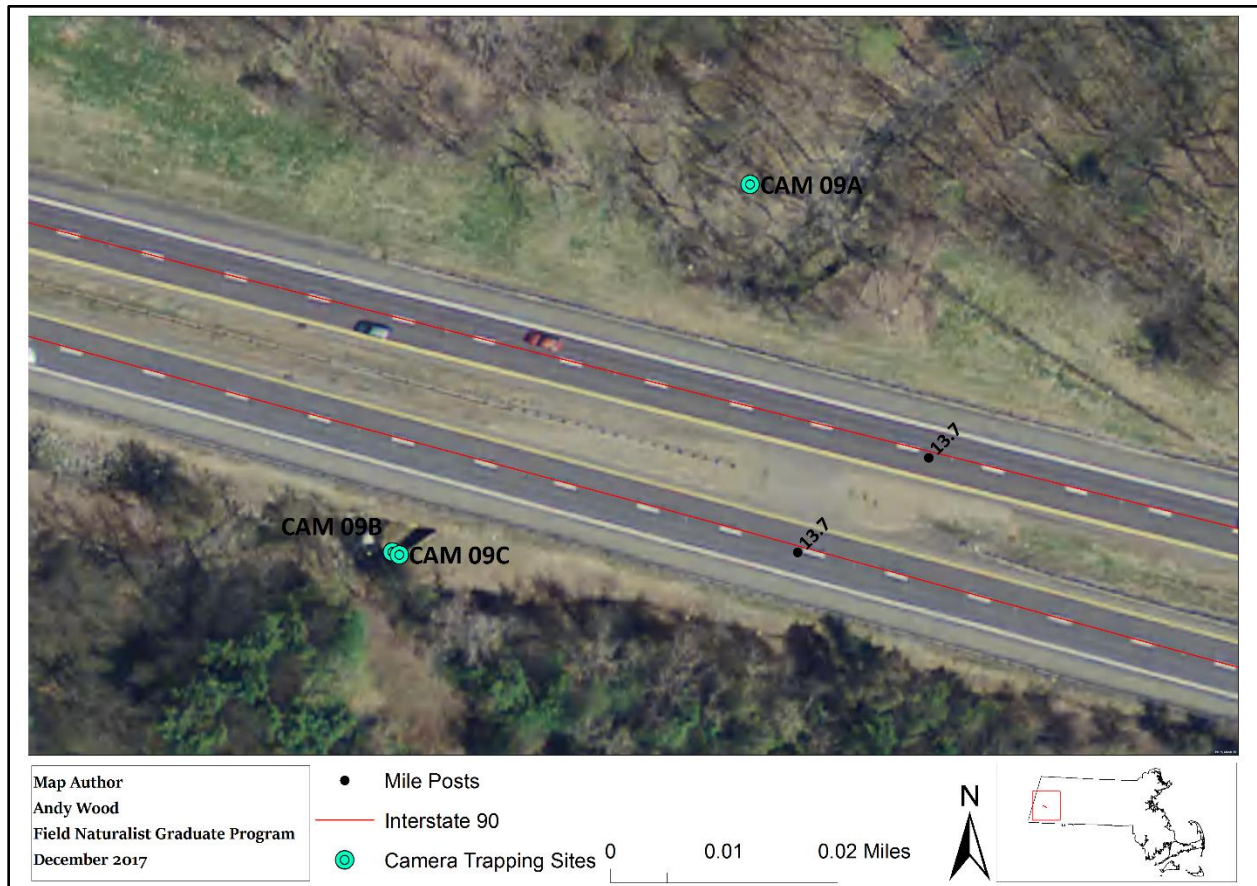 CAM 09A
13.7
13.7
CAM 09B
CAM 09C
Map Author
Andy Wood
Field Naturalist Graduate Program
December 2017
Mile Posts
Interstate 90
Camera Trapping Sites
0 0.01 0.02 Miles
N